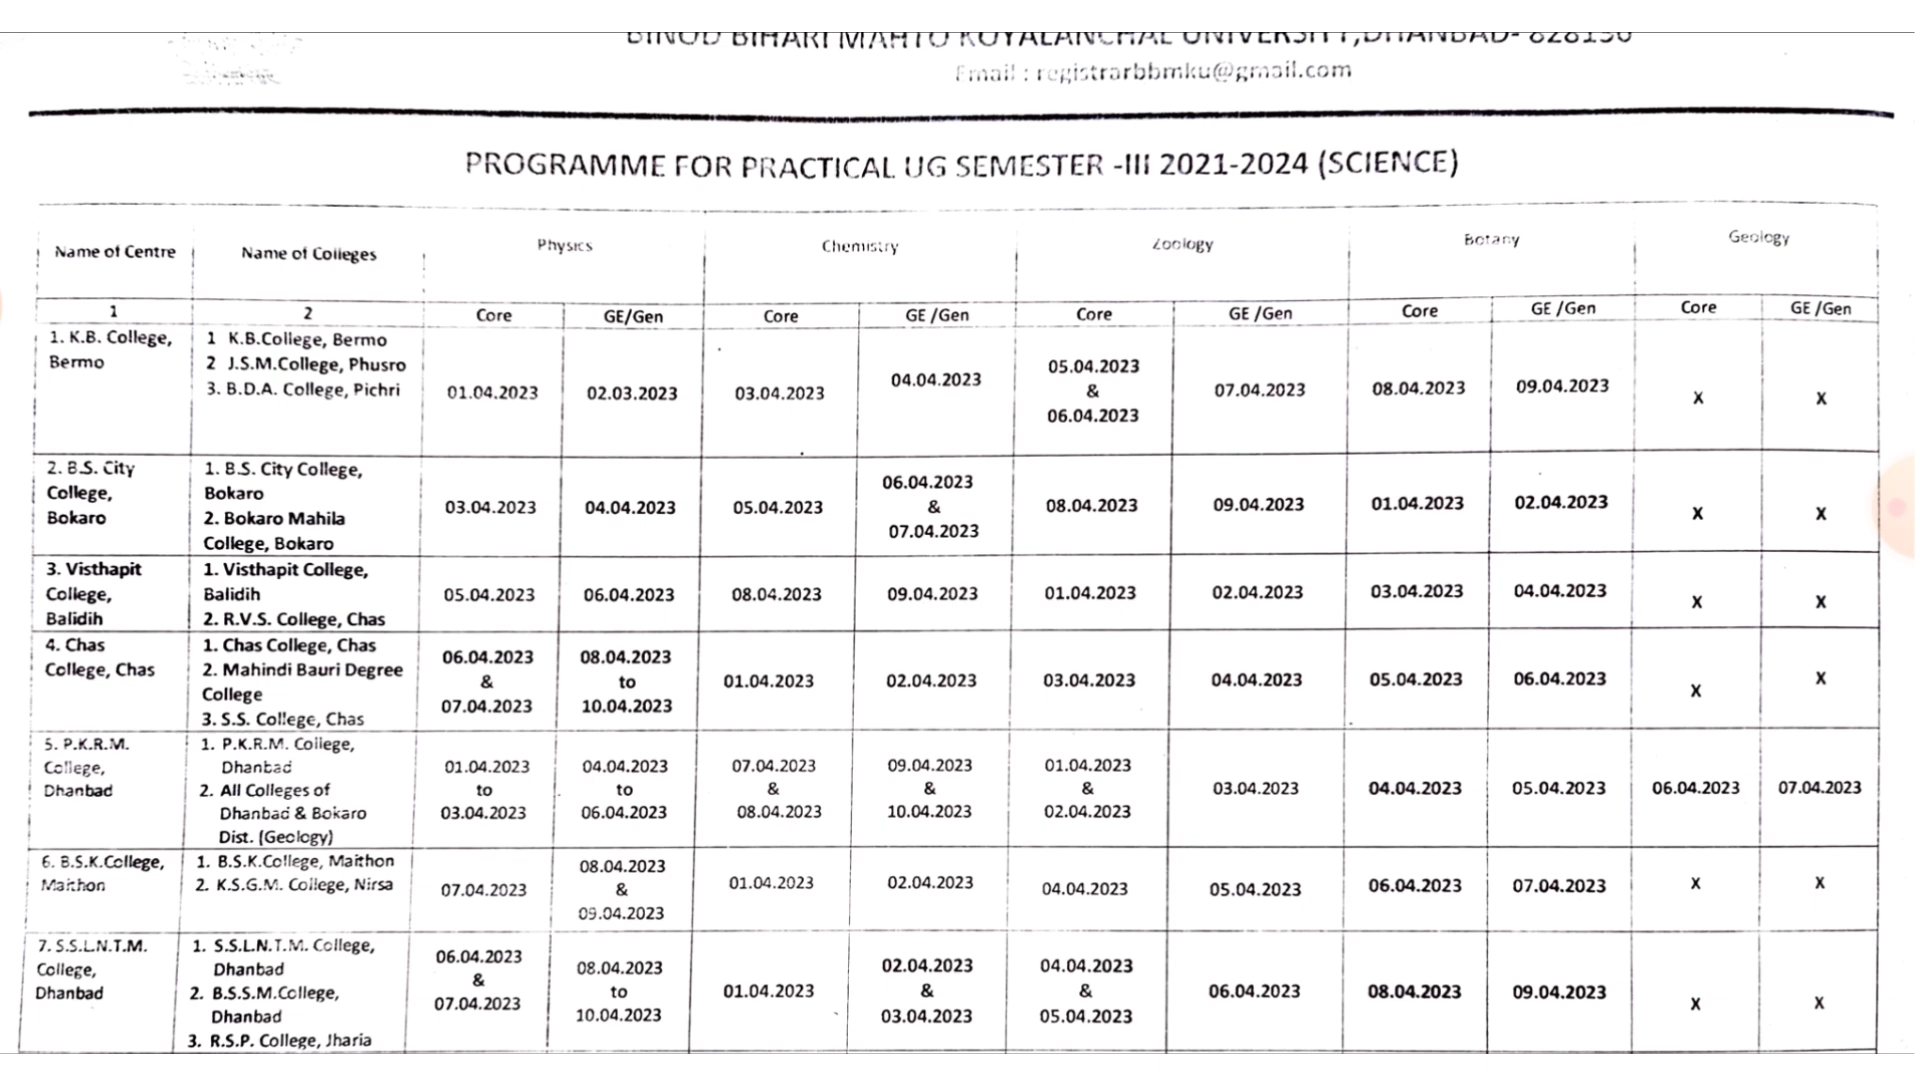 BINOD BIHARI MAHTO KOYALANCHAL UNIVERSITY,DHANBAD- 828130
Email : registrarbbmku@gmail.com
PROGRAMME FOR PRACTICAL UG SEMESTER -III 2021-2024 (SCIENCE)
Name of Centre Name of Colleges Physics Chemistry Zoology Botany Geology
1 2 Core GE/Gen Core GE /Gen Core GE /Gen Core GE /Gen Core GE /Gen
1. K.B. College, 1 K.B.College, Bermo
Bermo 2 J.S.M.College, Phusro 05.04.2023
3. B.D.A. College, Pichri 01.04.2023 02.03.2023 03.04.2023 04.04.2023 & 07.04.2023 08.04.2023 09.04.2023 X X
06.04.2023
2. B.S. City 1. B.S. City College, 06.04.2023
College, Bokaro 03.04.2023 04.04.2023 05.04.2023 & 08.04.2023 09.04.2023 01.04.2023 02.04.2023 X X
Bokaro 2. Bokaro Mahila 07.04.2023
College, Bokaro
3. Visthapit 1. Visthapit College,
College, Balidih 05.04.2023 06.04.2023 08.04.2023 09.04.2023 01.04.2023 02.04.2023 03.04.2023 04.04.2023 X X
Balidih 2. R.V.S. College, Chas
4. Chas 1. Chas College, Chas 06.04.2023 08.04.2023
College, Chas 2. Mahindi Bauri Degree & to 01.04.2023 02.04.2023 03.04.2023 04.04.2023 05.04.2023 06.04.2023 X X
College 07.04.2023 10.04.2023
3. S.S. College, Chas
5. P.K.R.M. 1. P.K.R.M. College,
College, Dhanbad 01.04.2023 04.04.2023 07.04.2023 09.04.2023 01.04.2023
Dhanbad 2. All Colleges of to to & & & 03.04.2023 04.04.2023 05.04.2023 06.04.2023 07.04.2023
Dhanbad & Bokaro 03.04.2023 06.04.2023 08.04.2023 10.04.2023 02.04.2023
Dist. (Geology)
6. B.S.K.College, 1. B.S.K.College, Maithon 08.04.2023
Maithon 2. K.S.G.M. College, Nirsa 07.04.2023 & 01.04.2023 02.04.2023 04.04.2023 05.04.2023 06.04.2023 07.04.2023 X X
09.04.2023
7. S.S.L.N.T.M. 1. S.S.L.N.T.M. College, 06.04.2023
College, Dhanbad & 08.04.2023 02.04.2023 04.04.2023
Dhanbad 2. B.S.S.M.College, 07.04.2023 to 01.04.2023 & & 06.04.2023 08.04.2023 09.04.2023 X X
Dhanbad 10.04.2023 03.04.2023 05.04.2023
3. R.S.P. College, Jharia